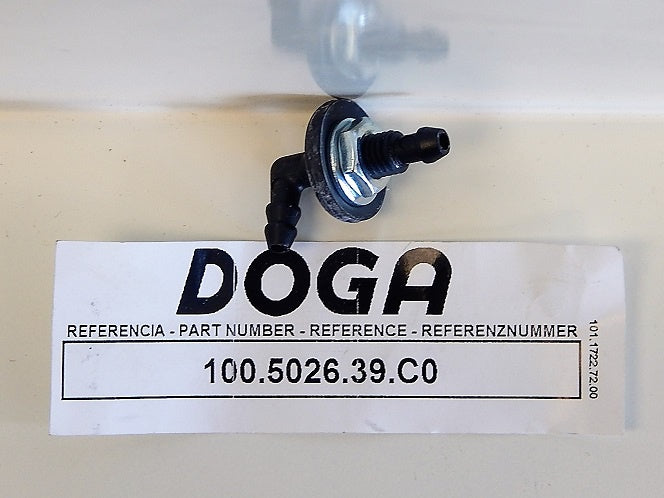 DOGA
REFERENCIA - PART NUMBER - REFERENCE - REFERENZNUMMER
100.5026.39.C0
101.1722.72.00